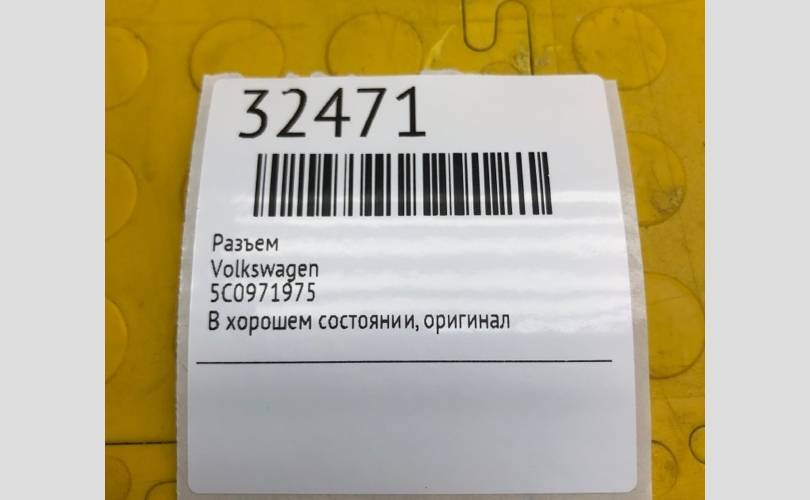 32471
Разъем
Volkswagen
5C0971975
В хорошем состоянии, оригинал